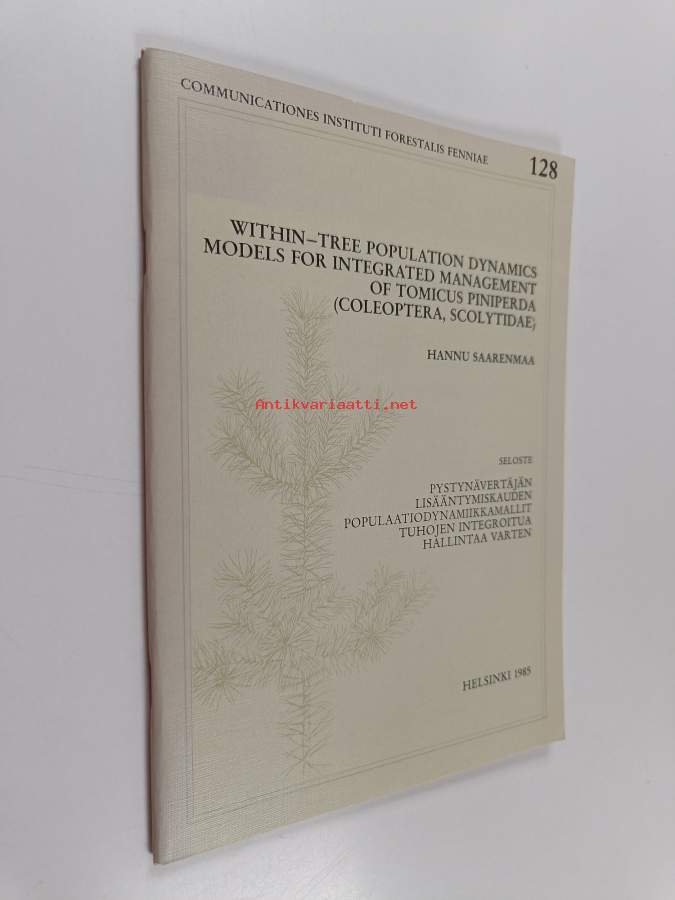 COMMUNICATIONES INSTITUTI FORESTALIS FENNIAE
128
WITHIN–TREE POPULATION DYNAMICS
MODELS FOR INTEGRATED MANAGEMENT
OF TOMICUS PINIPERDA
(COLEOPTERA, SCOLYTIDAE)
HANNU SAARENMAA
Antikvariaatti.net
SELOSTE
PYSTYNÄVERTÄJÄN
LISÄÄNTYMISKAUDEN
POPULAATIODYNAMIIKKAMALLIT
TUHOJEN INTEGROITUA
HALLINTAA VARTEN
HELSINKI 1985